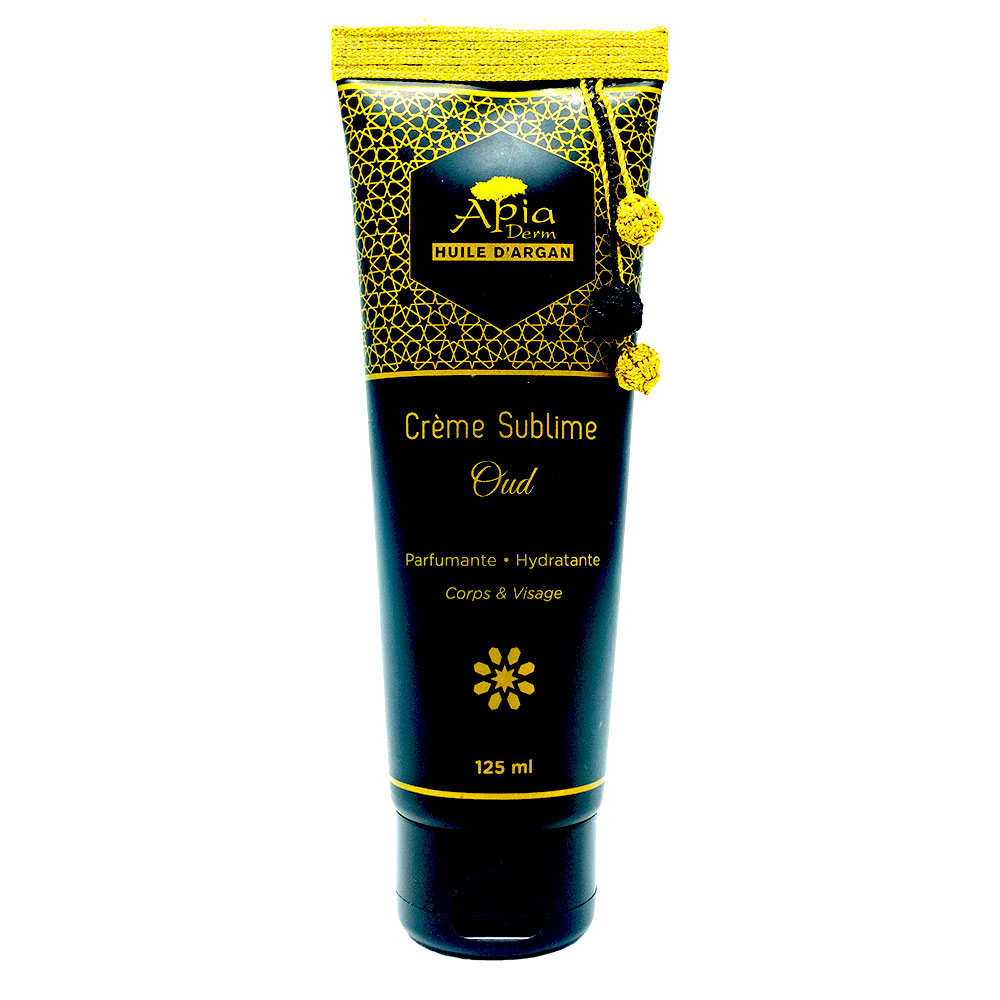 Apia
Derm
HUILE D'ARGAN
Crème Sublime
Oud
Parfumante • Hydratante
Corps & Visage
125 ml